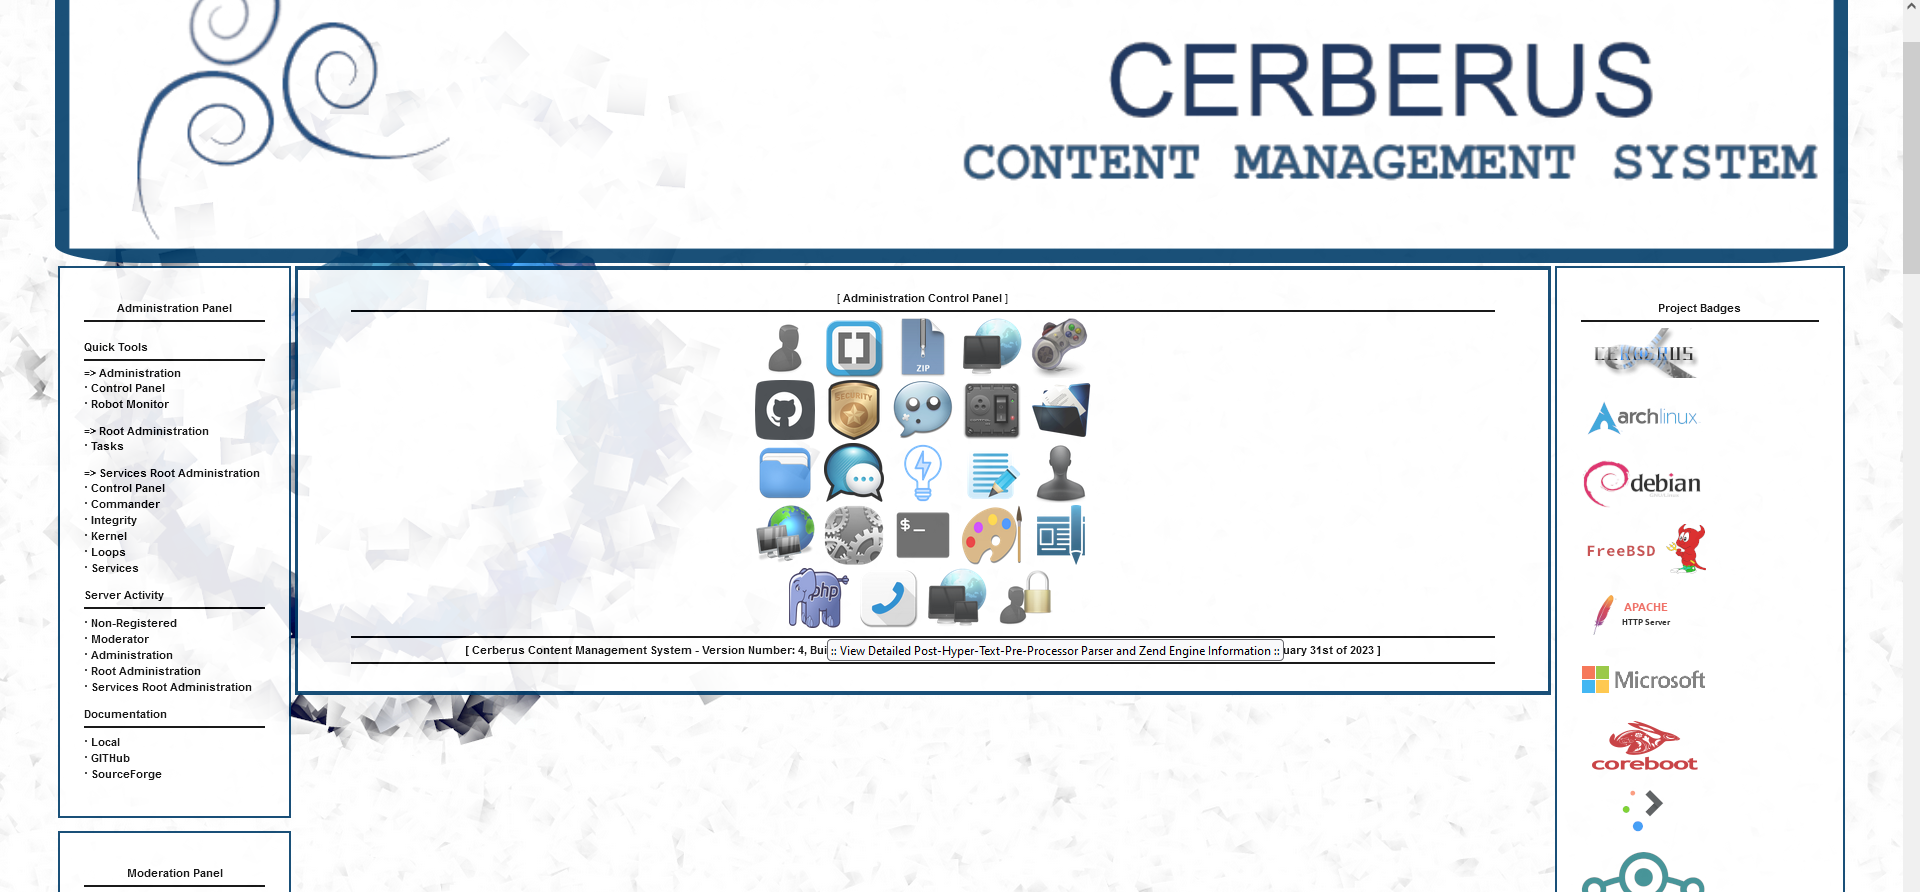 CERBERUS
CONTENT MANAGEMENT SYSTEM
Administration Panel
Quick Tools
=> Administration
· Control Panel
· Robot Monitor
=> Root Administration
· Tasks
=> Services Root Administration
· Control Panel
· Commander
· Integrity
· Kernel
· Loops
· Services
Server Activity
· Non-Registered
· Moderator
· Administration
· Root Administration
· Services Root Administration
Documentation
· Local
· GITHub
· SourceForge
Moderation Panel
[ Administration Control Panel ]
ZIP
SECURITY
$_
php
[ Cerberus Content Management System - Version Number: 4, Bui
:: View Detailed Post-Hyper-Text-Pre-Processor Parser and Zend Engine Information ::
uary 31st of 2023 ]
Project Badges
CERBERUS
archlinux
debian
FreeBSD
APACHE
HTTP Server
Microsoft
coreboot